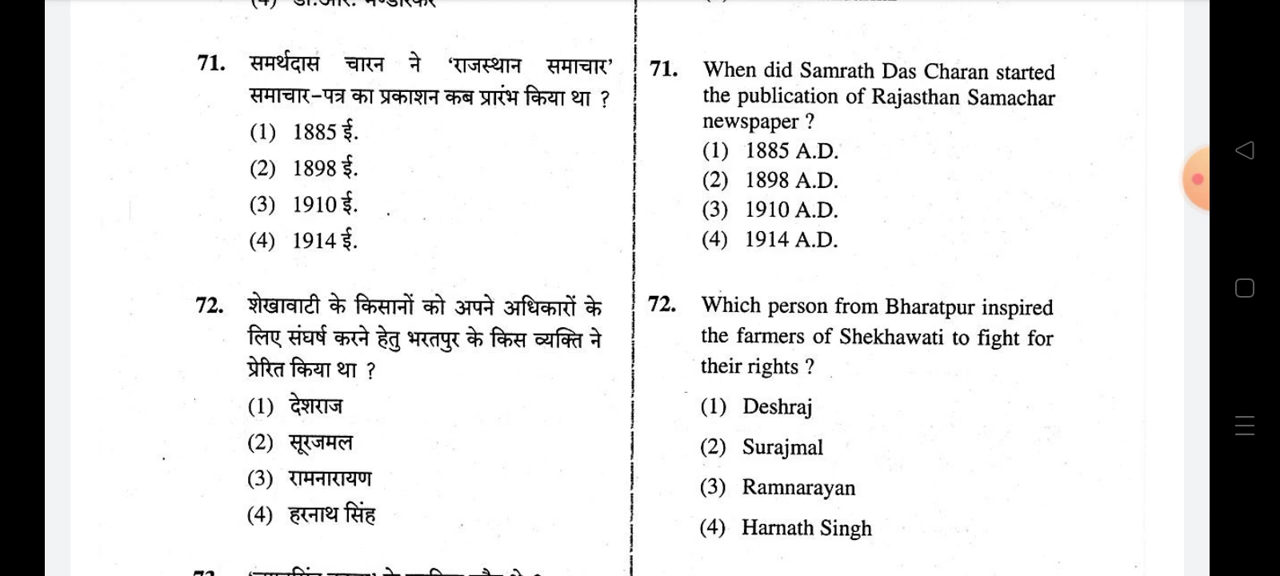 71. समर्थदास चारन ने ‘राजस्थान समाचार’
समाचार-पत्र का प्रकाशन कब प्रारंभ किया था ?
(1) 1885 ई.
(2) 1898 ई.
(3) 1910 ई.
(4) 1914 ई.
72. शेखावाटी के किसानों को अपने अधिकारों के
लिए संघर्ष करने हेतु भरतपुर के किस व्यक्ति ने
प्रेरित किया था ?
(1) देशराज
(2) सूरजमल
(3) रामनारायण
(4) हरनाथ सिंह
71. When did Samrath Das Charan started
the publication of Rajasthan Samachar
newspaper ?
(1) 1885 A.D.
(2) 1898 A.D.
(3) 1910 A.D.
(4) 1914 A.D.
72. Which person from Bharatpur inspired
the farmers of Shekhawati to fight for
their rights ?
(1) Deshraj
(2) Surajmal
(3) Ramnarayan
(4) Harnath Singh